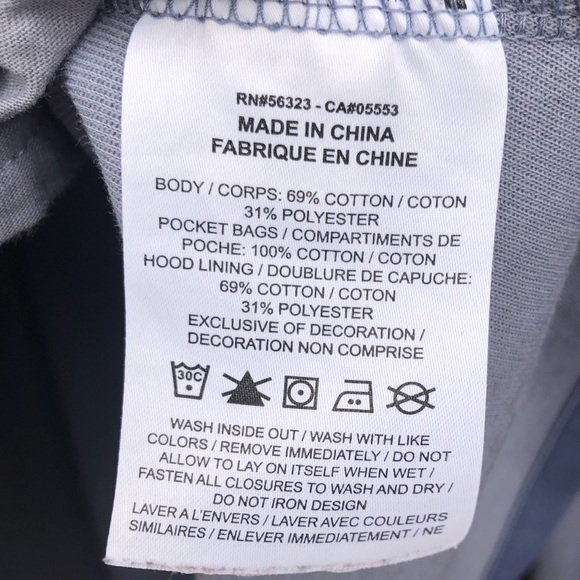 RN#56323 - CA#05553
MADE IN CHINA
FABRIQUE EN CHINE
BODY / CORPS: 69% COTTON / COTON
31% POLYESTER
POCKET BAGS / COMPARTIMENTS DE
POCHE: 100% COTTON / COTON
HOOD LINING / DOUBLURE DE CAPUCHE:
69% COTTON / COTON
31% POLYESTER
EXCLUSIVE OF DECORATION /
DECORATION NON COMPRISE
30C
WASH INSIDE OUT / WASH WITH LIKE
COLORS / REMOVE IMMEDIATELY / DO NOT
ALLOW TO LAY ON ITSELF WHEN WET /
FASTEN ALL CLOSURES TO WASH AND DRY /
DO NOT IRON DESIGN
LAVER A L'ENVERS / LAVER AVEC COULEURS
SIMILAIRES / ENLEVER IMMEDIATEMENT / NE